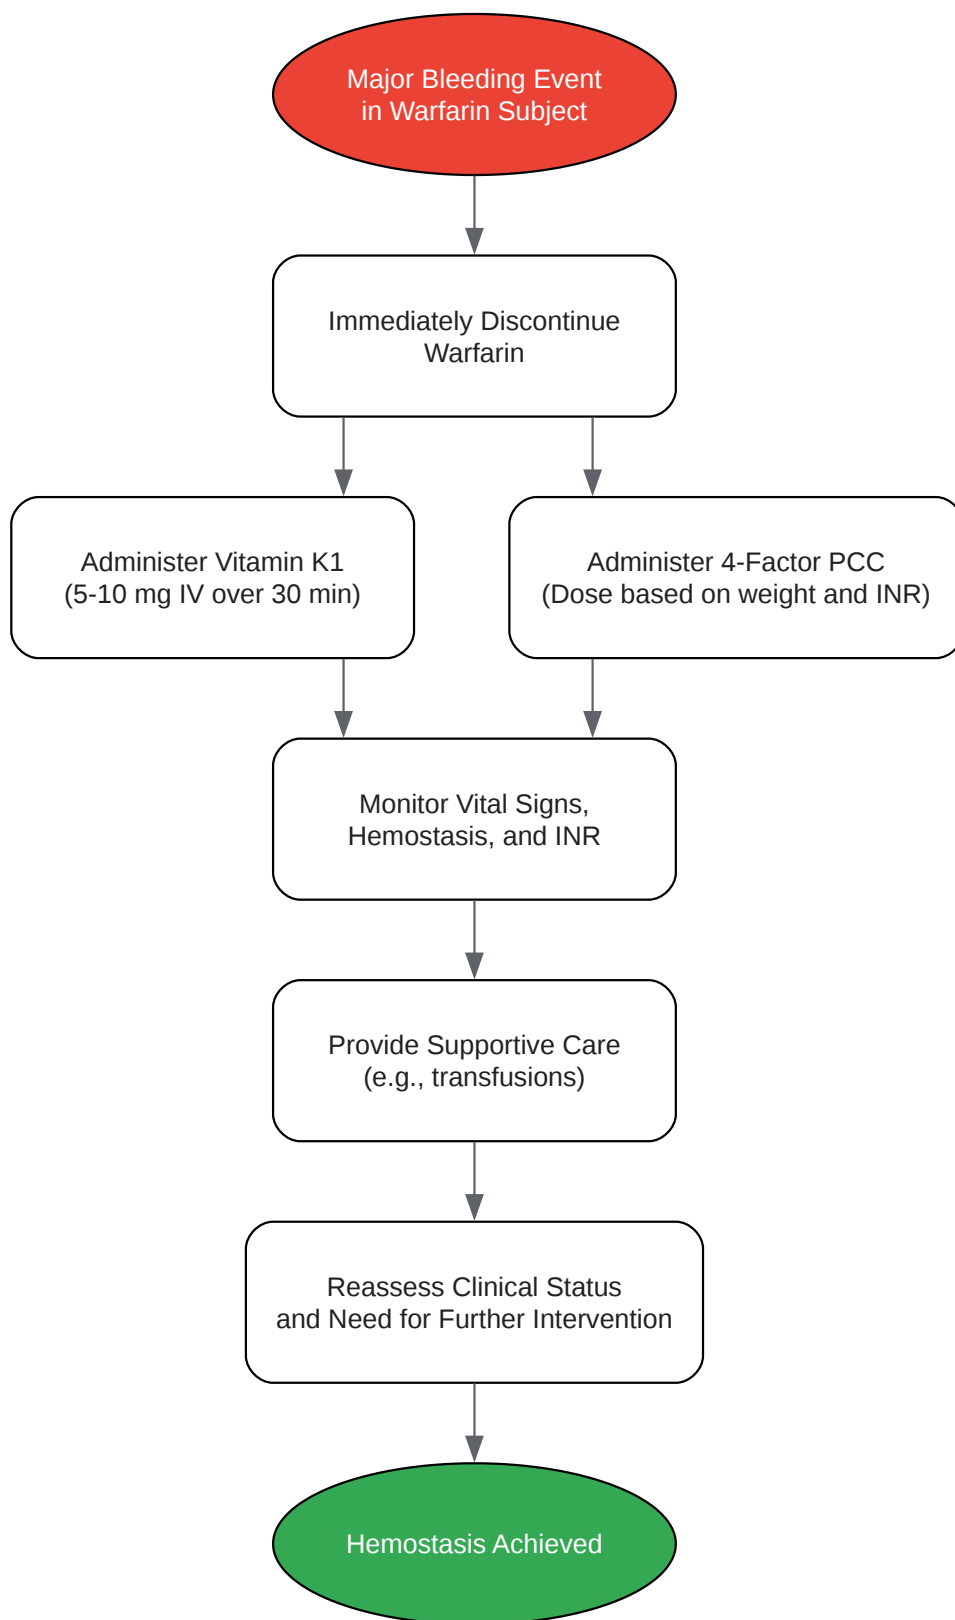 Major Bleeding Event
in Warfarin Subject
Immediately Discontinue
Warfarin
Administer Vitamin K1
(5-10 mg IV over 30 min)
Administer 4-Factor PCC
(Dose based on weight and INR)
Monitor Vital Signs,
Hemostasis, and INR
Provide Supportive Care
(e.g., transfusions)
Reassess Clinical Status
and Need for Further Intervention
Hemostasis Achieved